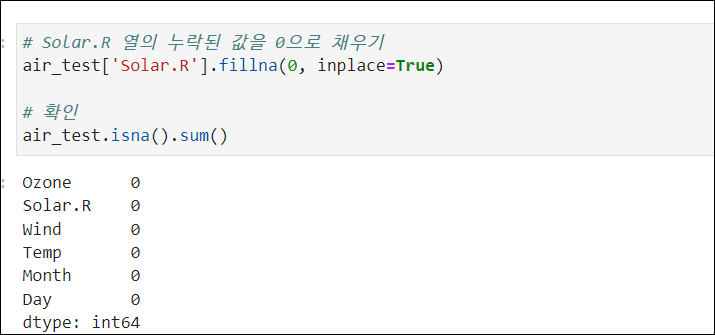 # Solar.R 열의 누락된 값을 0으로 채우기
air_test['Solar.R'].fillna(0, inplace=True)
# 확인
air_test.isna().sum()
Ozone 0
Solar.R 0
Wind 0
Temp 0
Month 0
Day 0
dtype: int64